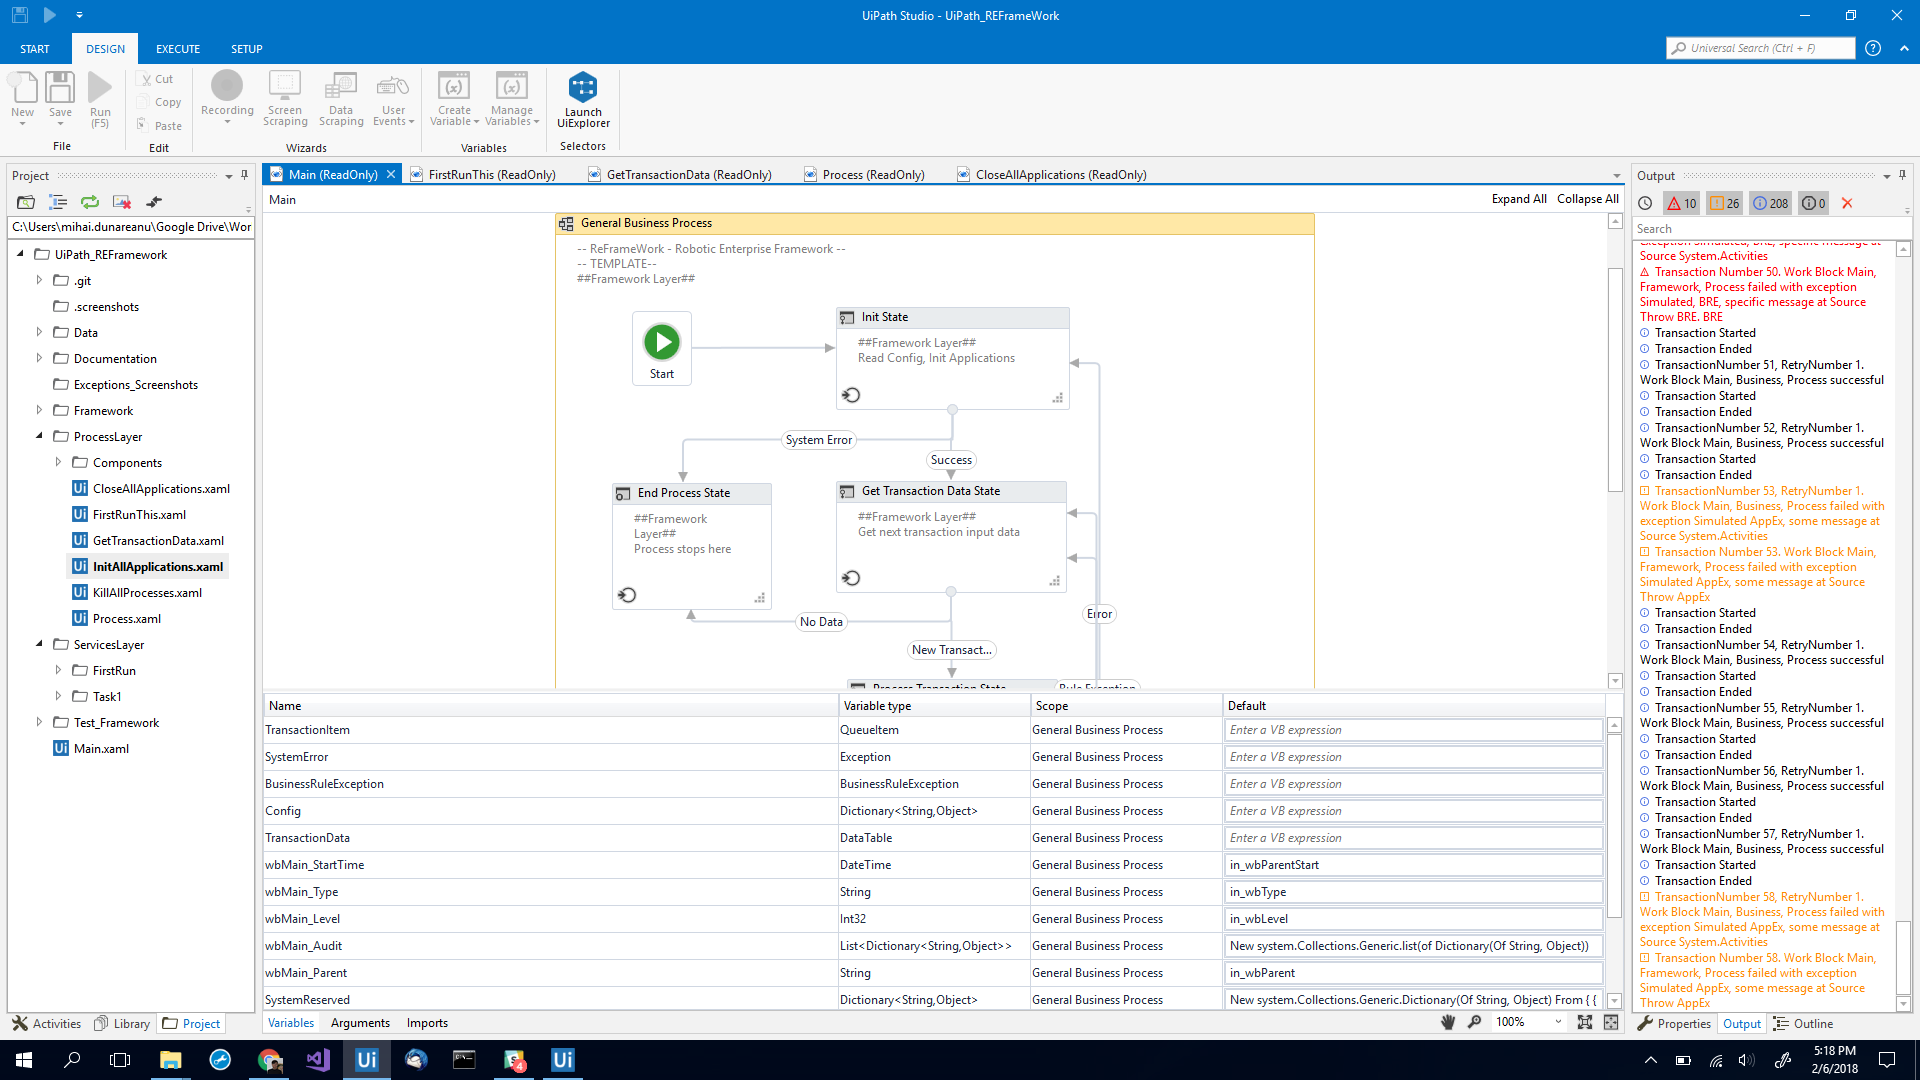 UiPath Studio - UiPath_REFrameWork
START
DESIGN
EXECUTE
SETUP
Universal Search (Ctrl + F)
New
Save
Run
(F5)
File
Cut
Copy
Paste
Edit
Recording
Screen
Scraping
Data
Scraping
User
Events
Wizards
Create
Variable
Manage
Variables
Variables
Launch
UiExplorer
Selectors
Project
C:\Users\mihai.dunareanu\Google Drive\Wor
UiPath_REFramework
.git
.screenshots
Data
Documentation
Exceptions_Screenshots
Framework
ProcessLayer
Components
CloseAllApplications.xaml
FirstRunThis.xaml
GetTransactionData.xaml
InitAllApplications.xaml
KillAllProcesses.xaml
Process.xaml
ServicesLayer
FirstRun
Task1
Test_Framework
Main.xaml
Activities
Library
Project
Main (ReadOnly)
FirstRunThis (ReadOnly)
GetTransactionData (ReadOnly)
Process (ReadOnly)
CloseAllApplications (ReadOnly)
Main
Expand All
Collapse All
General Business Process
-- ReFrameWork - Robotic Enterprise Framework --
-- TEMPLATE--
##Framework Layer##
Start
Init State
##Framework Layer##
Read Config, Init Applications
System Error
Success
End Process State
##Framework
Layer##
Process stops here
Get Transaction Data State
##Framework Layer##
Get next transaction input data
No Data
Error
New Transact...
Process Transaction State
Rule Exception
Name
Variable type
Scope
Default
TransactionItem
QueueItem
General Business Process
Enter a VB expression
SystemError
Exception
General Business Process
Enter a VB expression
BusinessRuleException
BusinessRuleException
General Business Process
Enter a VB expression
Config
Dictionary<String,Object>
General Business Process
Enter a VB expression
TransactionData
DataTable
General Business Process
Enter a VB expression
wbMain_StartTime
DateTime
General Business Process
in_wbParentStart
wbMain_Type
String
General Business Process
in_wbType
wbMain_Level
Int32
General Business Process
in_wbLevel
wbMain_Audit
List<Dictionary<String,Object>>
General Business Process
New system.Collections.Generic.list(of Dictionary(Of String, Object))
wbMain_Parent
String
General Business Process
in_wbParent
SystemReserved
Dictionary<String,Object>
General Business Process
New system.Collections.Generic.Dictionary(Of String, Object) From { {
Variables
Arguments
Imports
100%
Output
10
26
208
0
Search
exception Simulated, BRE, specific message at
Source System.Activities
Transaction Number 50. Work Block Main,
Framework, Process failed with exception
Simulated, BRE, specific message at Source
Throw BRE. BRE
Transaction Started
Transaction Ended
TransactionNumber 51, RetryNumber 1.
Work Block Main, Business, Process successful
Transaction Started
Transaction Ended
TransactionNumber 52, RetryNumber 1.
Work Block Main, Business, Process successful
Transaction Started
Transaction Ended
TransactionNumber 53, RetryNumber 1.
Work Block Main, Business, Process failed with
exception Simulated AppEx, some message at
Source System.Activities
Transaction Number 53. Work Block Main,
Framework, Process failed with exception
Simulated AppEx, some message at Source
Throw AppEx
Transaction Started
Transaction Ended
TransactionNumber 54, RetryNumber 1.
Work Block Main, Business, Process successful
Transaction Started
Transaction Ended
TransactionNumber 55, RetryNumber 1.
Work Block Main, Business, Process successful
Transaction Started
Transaction Ended
TransactionNumber 56, RetryNumber 1.
Work Block Main, Business, Process successful
Transaction Started
Transaction Ended
TransactionNumber 57, RetryNumber 1.
Work Block Main, Business, Process successful
Transaction Started
Transaction Ended
TransactionNumber 58, RetryNumber 1.
Work Block Main, Business, Process failed with
exception Simulated AppEx, some message at
Source System.Activities
Transaction Number 58. Work Block Main,
Framework, Process failed with exception
Simulated AppEx, some message at Source
Throw AppEx
Properties
Output
Outline
Ui
4
Ui
5:18 PM
2/6/2018